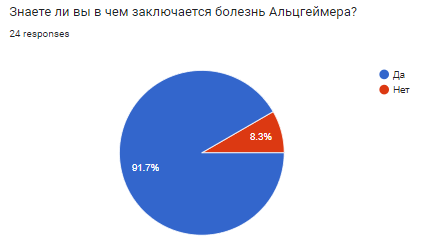 Знаете ли вы в чем заключается болезнь Альцгеймера?
24 responses
Да
Нет
8.3%
91.7%